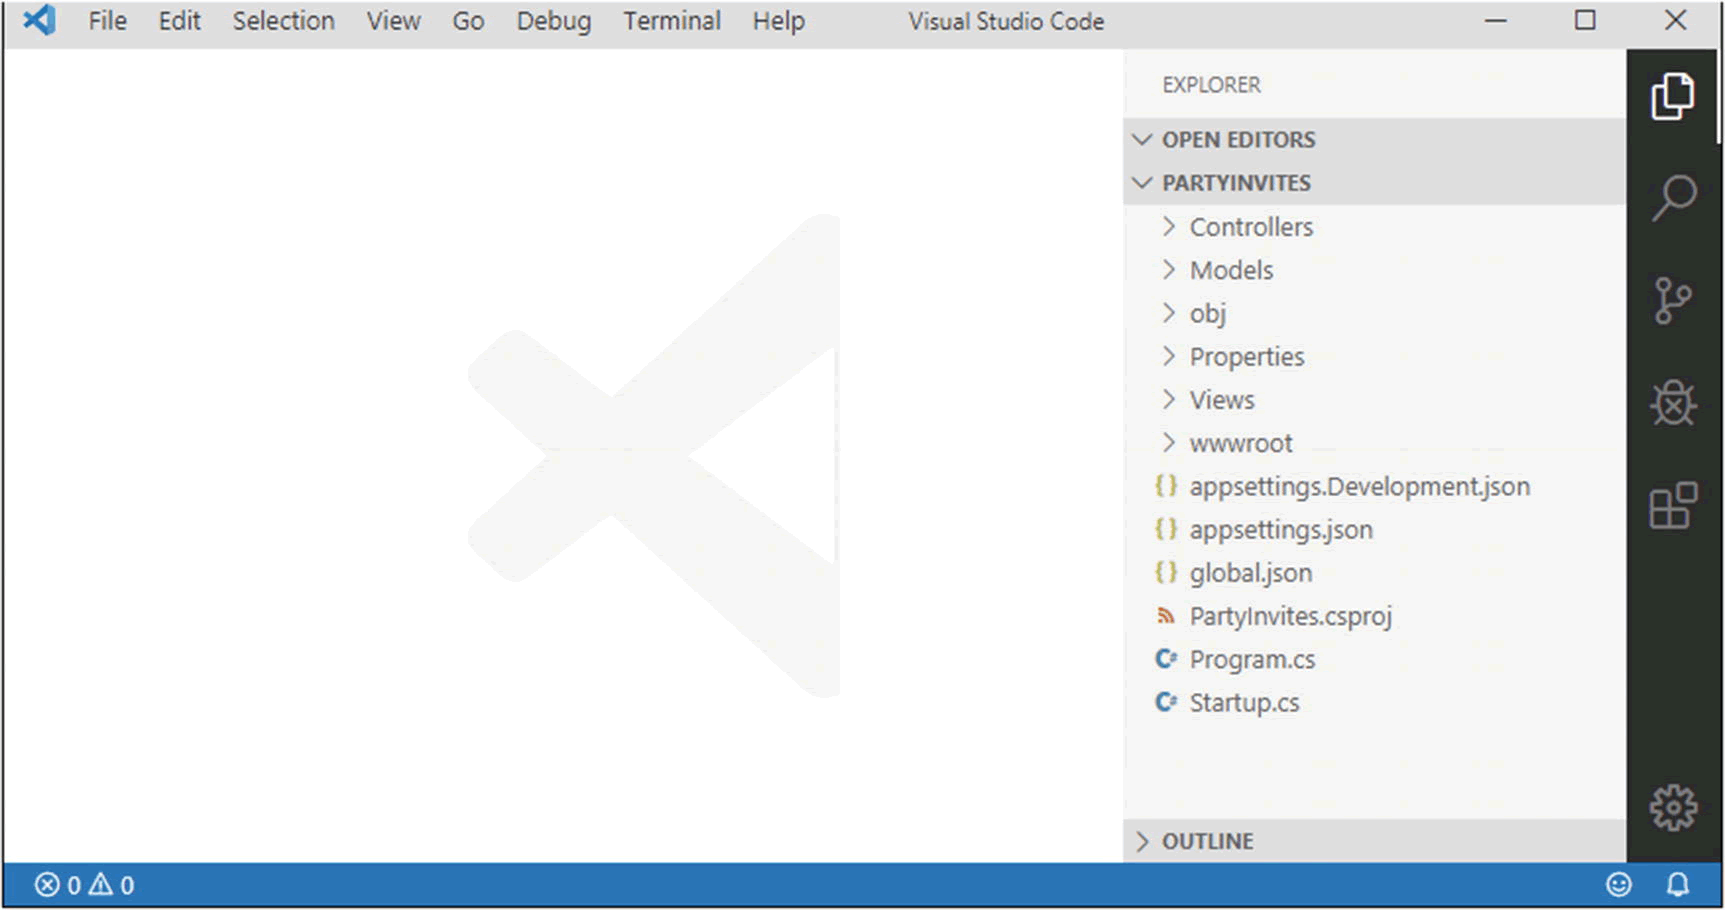 File Edit Selection View Go Debug Terminal Help Visual Studio Code
EXPLORER
OPEN EDITORS
PARTYINVITES
Controllers
Models
obj
Properties
Views
wwwroot
{} appsettings.Development.json
{} appsettings.json
{} global.json
PartyInvites.csproj
C# Program.cs
C# Startup.cs
OUTLINE
0 0